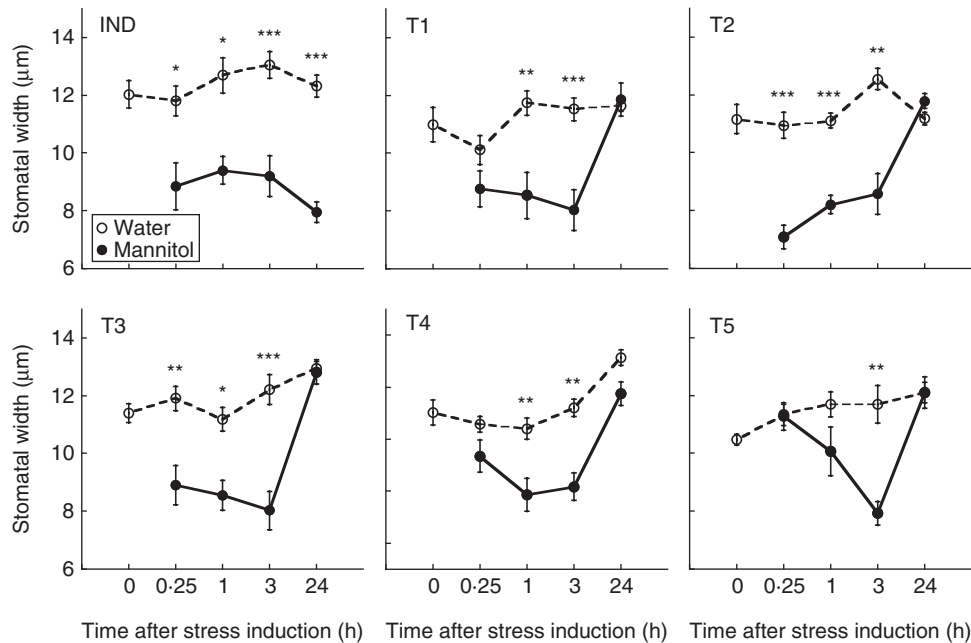 IND
T1
T2
14
12
10
8
6
Stomatal width (μm)
* * *** ***
** ***
*** *** **
Water
Mannitol
T3
T4
T5
14
12
10
8
6
Stomatal width (μm)
** * ***
** **
**
0 0·25 1 3 24
0 0·25 1 3 24
0 0·25 1 3 24
Time after stress induction (h)
Time after stress induction (h)
Time after stress induction (h)